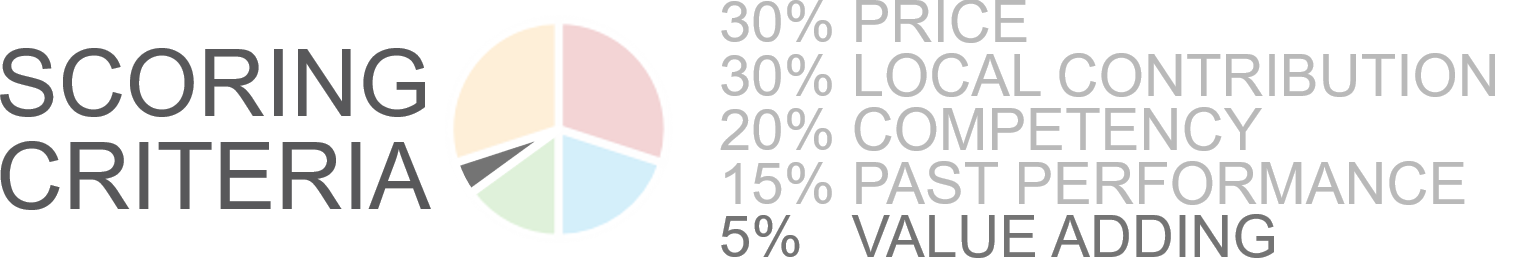 SCORING
CRITERIA
30% PRICE
30% LOCAL CONTRIBUTION
20% COMPETENCY
15% PAST PERFORMANCE
5% VALUE ADDING